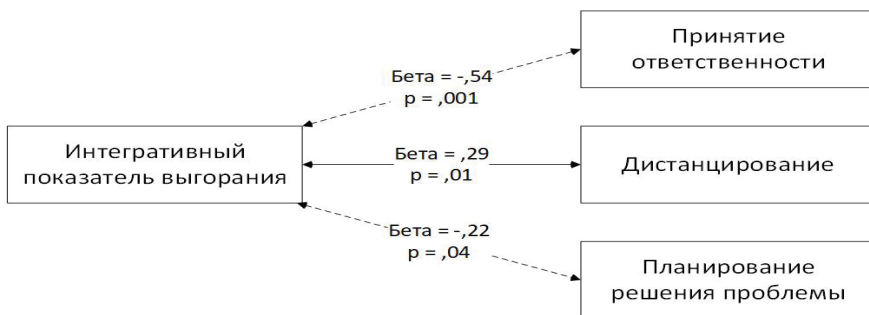 Принятие
ответственности
Бета = -,54
p = ,001
Интегративный
показатель выгорания
Бета = ,29
p = ,01
Дистанцирование
Бета = -,22
p = ,04
Планирование
решения проблемы